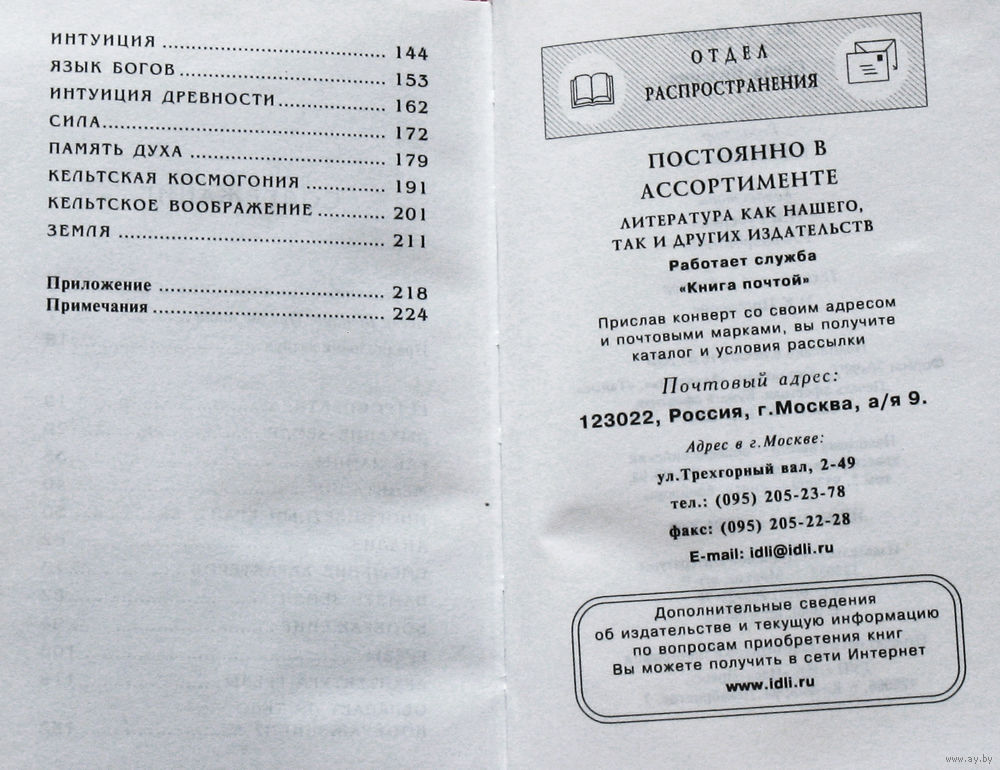 ИНТУИЦИЯ ........................ 144
ЯЗЫК БОГОВ ........................ 153
ИНТУИЦИЯ ДРЕВНОСТИ ............ 162
СИЛА ........................ 172
ПАМЯТЬ ДУХА ........................ 179
КЕЛЬТСКАЯ КОСМОГОНИЯ ............ 191
КЕЛЬТСКОЕ ВООБРАЖЕНИЕ .......... 201
ЗЕМЛЯ ........................ 211
Приложение ........................ 218
Примечания ........................ 224
ОТДЕЛ
РАСПРОСТРАНЕНИЯ
ПОСТОЯННО В
АССОРТИМЕНТЕ
ЛИТЕРАТУРА КАК НАШЕГО,
ТАК И ДРУГИХ ИЗДАТЕЛЬСТВ
Работает служба
«Книга почтой»
Прислав конверт со своим адресом
и почтовыми марками, вы получите
каталог и условия рассылки
Почтовый адрес:
123022, Россия, г.Москва, а/я 9.
Адрес в г.Москве:
ул.Трехгорный вал, 2-49
тел.: (095) 205-23-78
факс: (095) 205-22-28
E-mail: idli@idli.ru
Дополнительные сведения
об издательстве и текущую информацию
по вопросам приобретения книг
Вы можете получить в сети Интернет
www.idli.ru
www.ay.by